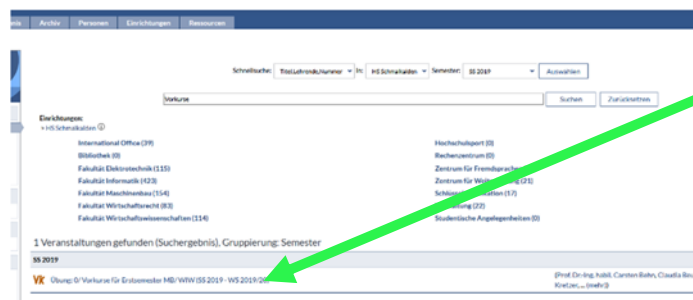 Archiv Personen Einrichtungen Ressourcen
Schnellsuche: Titel,Lehrende,Nummer in: HS Schmalkalden Semester: SS 2019 Auswählen
Vorkurse Suchen Zurücksetzen
Einrichtungen:
HS Schmalkalden
International Office (39) Hochschulsport (0)
Bibliothek (0) Rechenzentrum (0)
Fakultät Elektrotechnik (115) Zentrum für
Fakultät Informatik (423) Zentrum für (21)
Fakultät Maschinenbau (154) (17)
Fakultät Wirtschaftsrecht (83) (22)
Fakultät Wirtschaftswissenschaften (114) Studentische Angelegenheiten (0)
1 Veranstaltungen gefunden (Suchergebnis), Gruppierung: Semester
SS 2019
Vk Übung: 0/ Vorkurse für Erstsemester MB/ WIW (SS 2019 - WS 2019/20) (Prof. Dr.-Ing. habil. Carsten Behn, Claudia
Kretzer, ... (mehr))